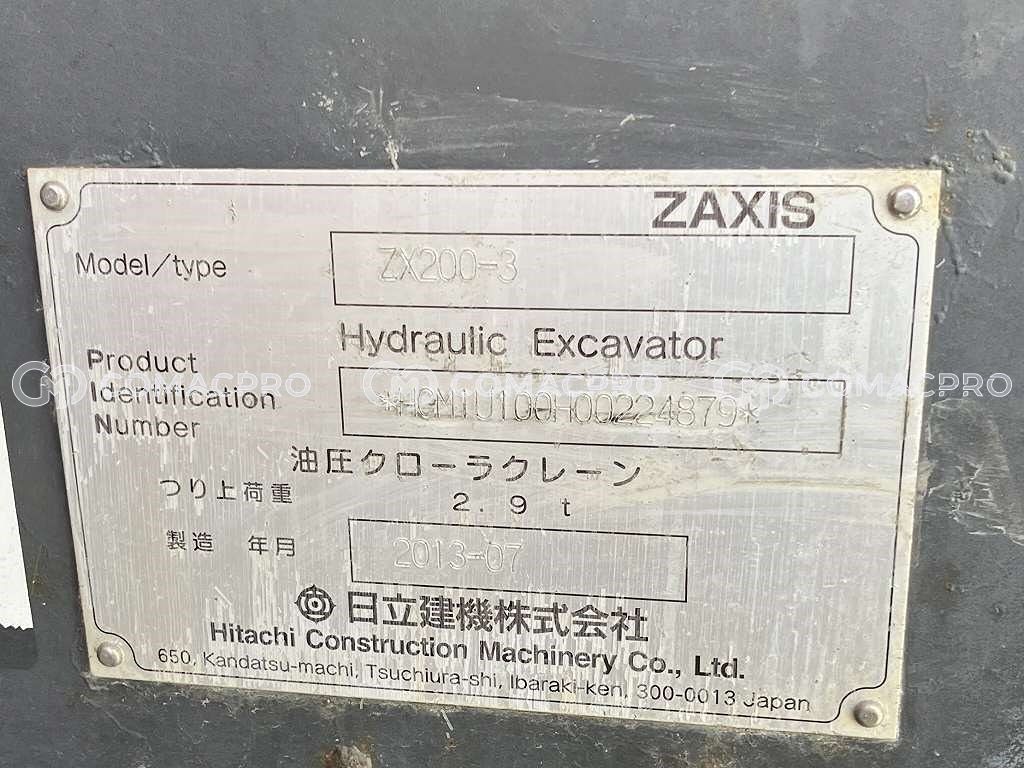 ZAXIS
Model/type ZX200-3
Hydraulic Excavator
Product
Identification
Number
*HCM1U100H00224879*
COMACPRO COMACPRO COMACPRO
油圧クローラクレーン
つり上荷重 2.9 t
製造 年月 2013-07
日立建機株式会社
Hitachi Construction Machinery Co., Ltd.
650, Kandatsu-machi, Tsuchiura-shi, Ibaraki-ken, 300-0013 Japan